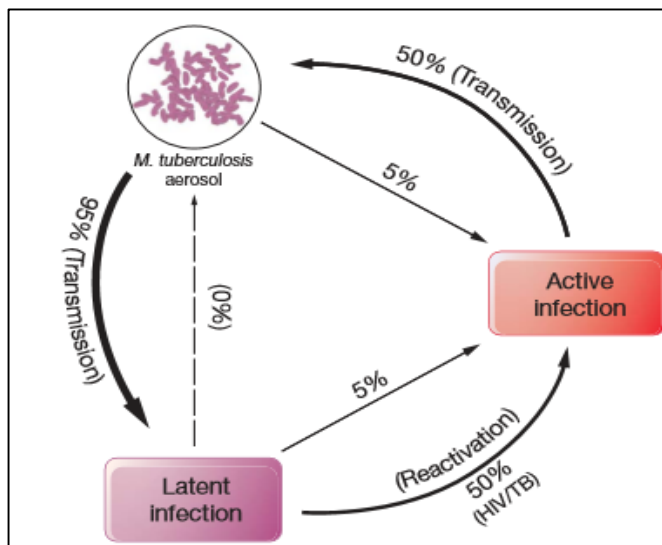 50% (Transmission)
M. tuberculosis
aerosol
5%
95% (Transmission)
(0%)
Active
infection
5%
(Reactivation)
50%
(HIV/TB)
Latent
infection